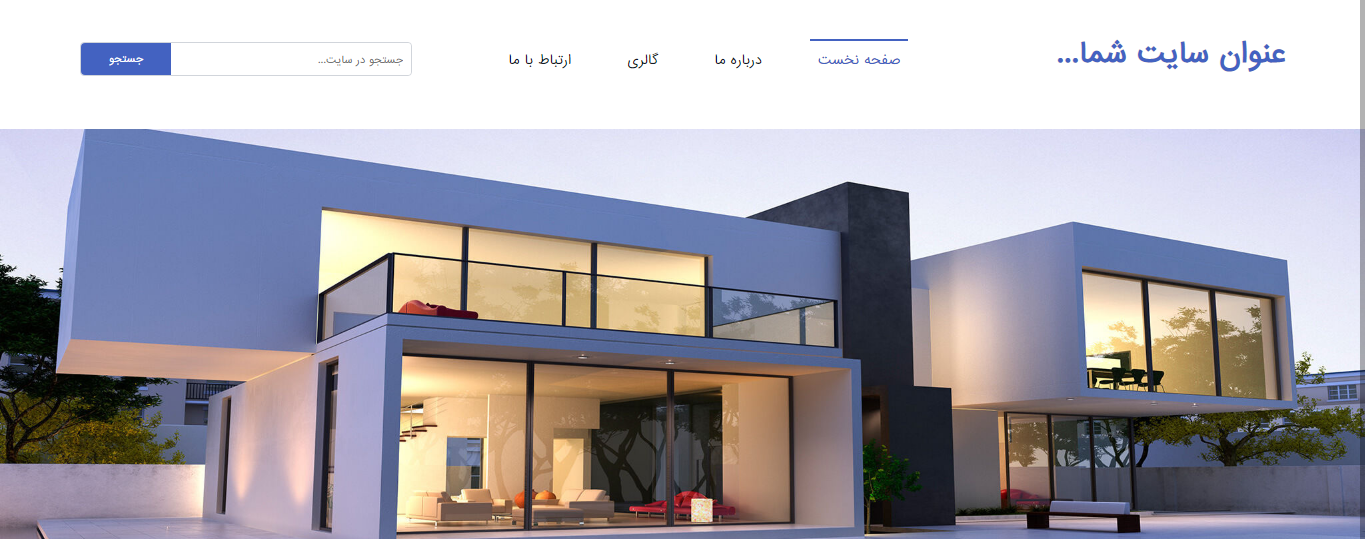 عنوان سایت شما...
صفحه نخست
درباره ما
گالری
ارتباط با ما
جستجو در سایت...
جستجو